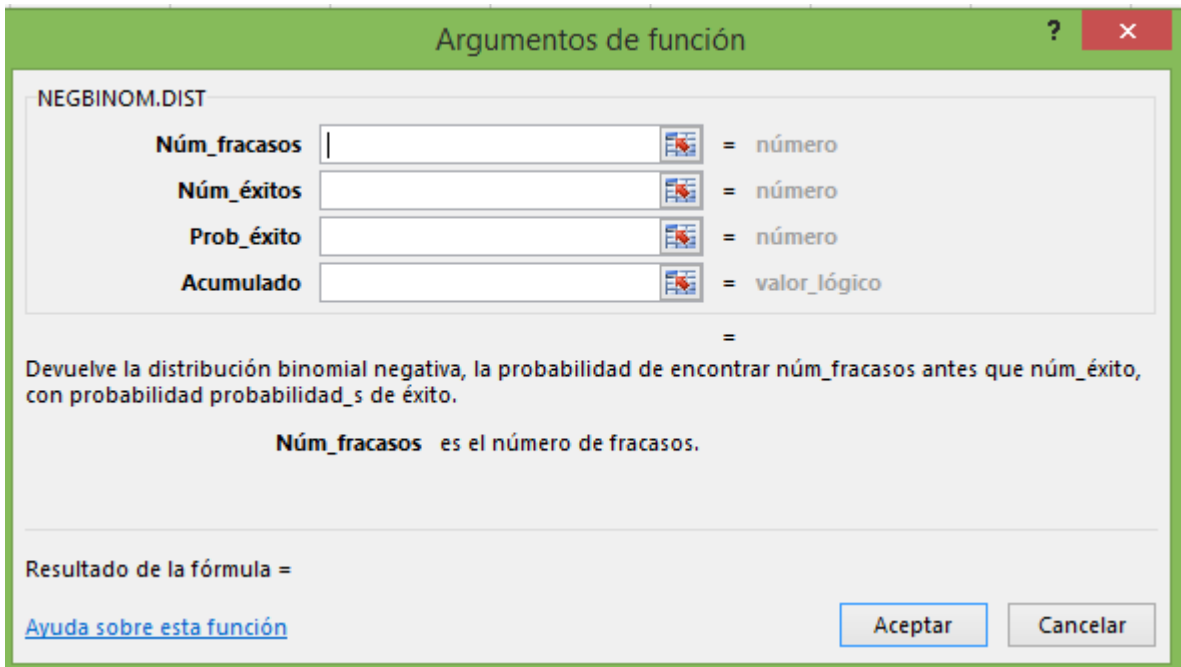 Argumentos de función
?
×
NEGBINOM.DIST
Núm_fracasos = número
Núm_éxitos = número
Prob_éxito = número
Acumulado = valor_lógico
=
Devuelve la distribución binomial negativa, la probabilidad de encontrar núm_fracasos antes que núm_éxito,
con probabilidad probabilidad_s de éxito.
Núm_fracasos es el número de fracasos.
Resultado de la fórmula =
Ayuda sobre esta función
Aceptar
Cancelar